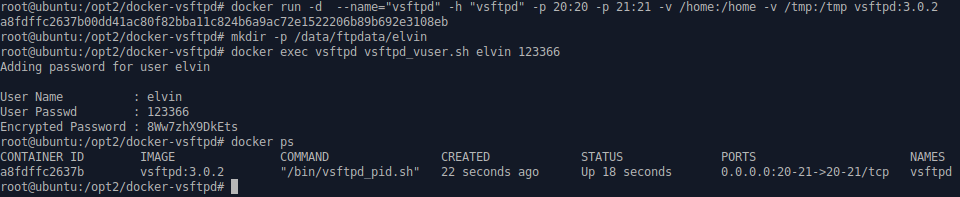 root@ubuntu:/opt2/docker-vsftpd# docker run -d  --name="vsftpd" -h "vsftpd" -p 20:20 -p 21:21 -v /home:/home -v /tmp:/tmp vsftpd:3.0.2
a8fdffc2637b00dd41ac80f82bba11c824b6a9ac72e1522206b89b692e3108eb
root@ubuntu:/opt2/docker-vsftpd# mkdir -p /data/ftpdata/elvin
root@ubuntu:/opt2/docker-vsftpd# docker exec vsftpd vsftpd_vuser.sh elvin 123366
Adding password for user elvin
User Name          : elvin
User Passwd        : 123366
Encrypted Password : 8Ww7zhX9DkEts
root@ubuntu:/opt2/docker-vsftpd# docker ps
CONTAINER ID        IMAGE               COMMAND                CREATED             STATUS              PORTS                      NAMES
a8fdffc2637b        vsftpd:3.0.2        "/bin/vsftpd_pid.sh"   22 seconds ago      Up 18 seconds       0.0.0.0:20-21->20-21/tcp   vsftpd
root@ubuntu:/opt2/docker-vsftpd#